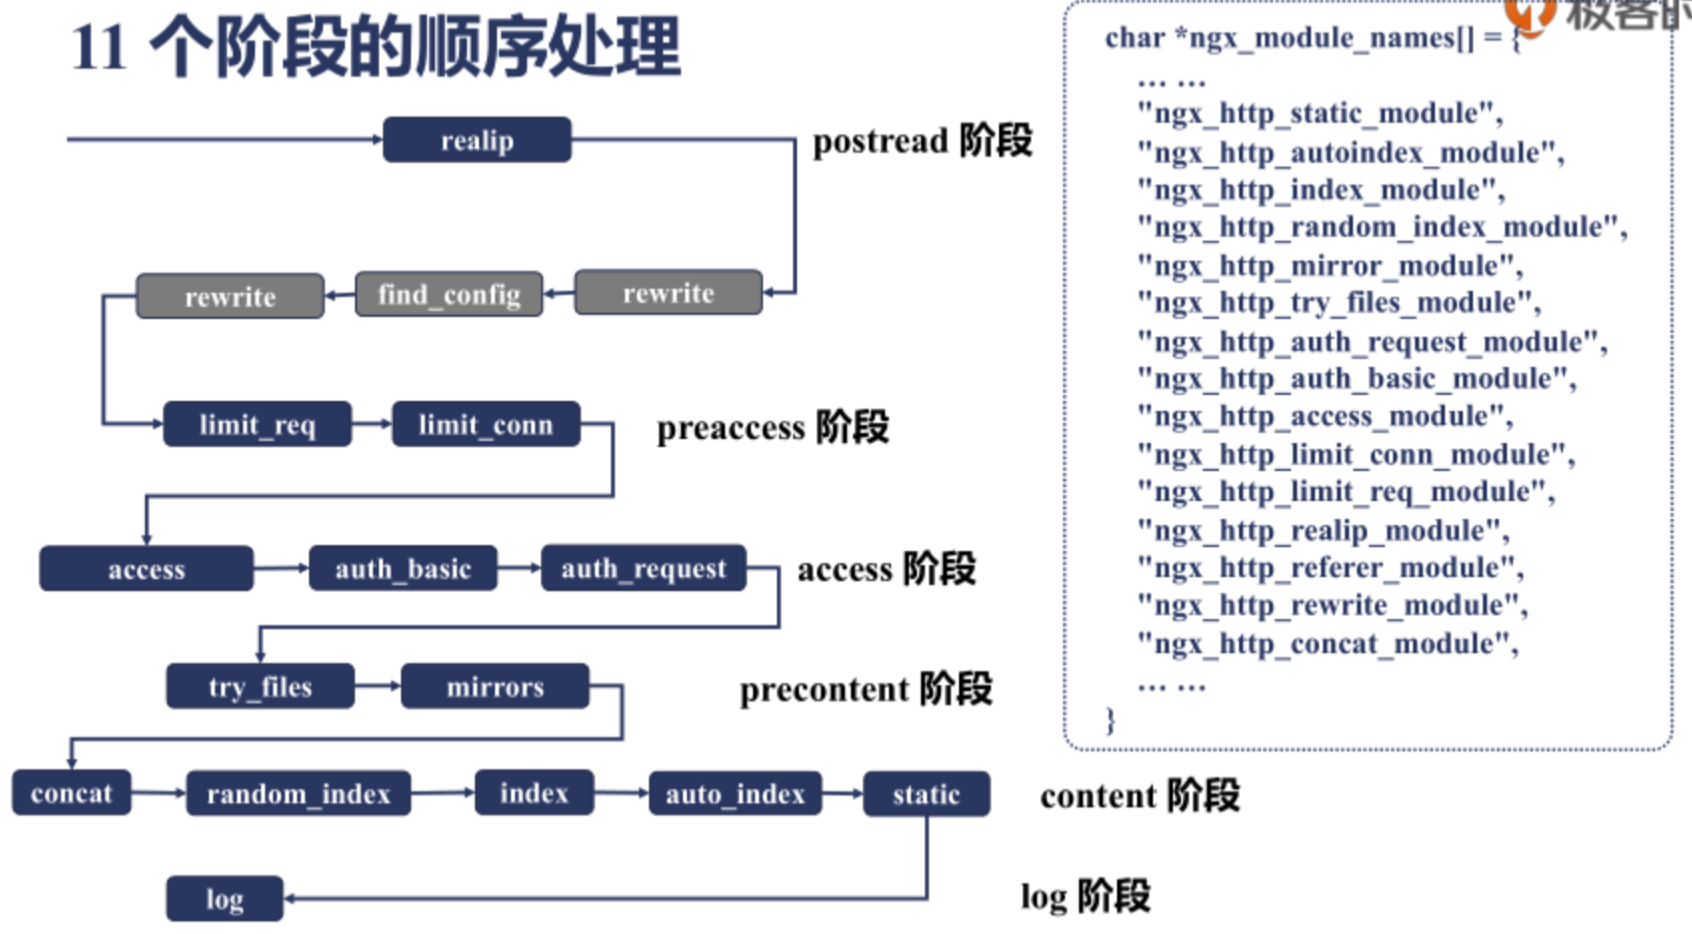 11 个阶段的顺序处理
realip
postread 阶段
rewrite
find_config
rewrite
limit_req
limit_conn
preaccess 阶段
access
auth_basic
auth_request
access 阶段
try_files
mirrors
precontent 阶段
concat
random_index
index
auto_index
static
content 阶段
log
log 阶段
极客
char *ngx_module_names[] = {
... ...
"ngx_http_static_module",
"ngx_http_autoindex_module",
"ngx_http_index_module",
"ngx_http_random_index_module",
"ngx_http_mirror_module",
"ngx_http_try_files_module",
"ngx_http_auth_request_module",
"ngx_http_auth_basic_module",
"ngx_http_access_module",
"ngx_http_limit_conn_module",
"ngx_http_limit_req_module",
"ngx_http_realip_module",
"ngx_http_referer_module",
"ngx_http_rewrite_module",
"ngx_http_concat_module",
... ...
}